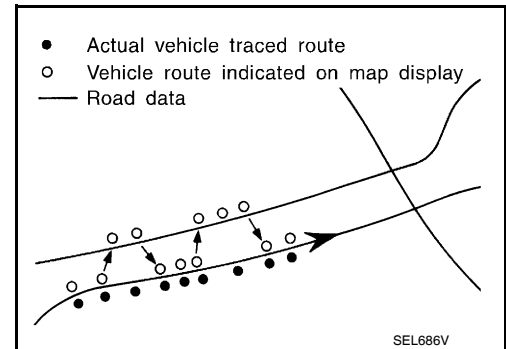 Actual vehicle traced route
Vehicle route indicated on map display
Road data
SEL686V